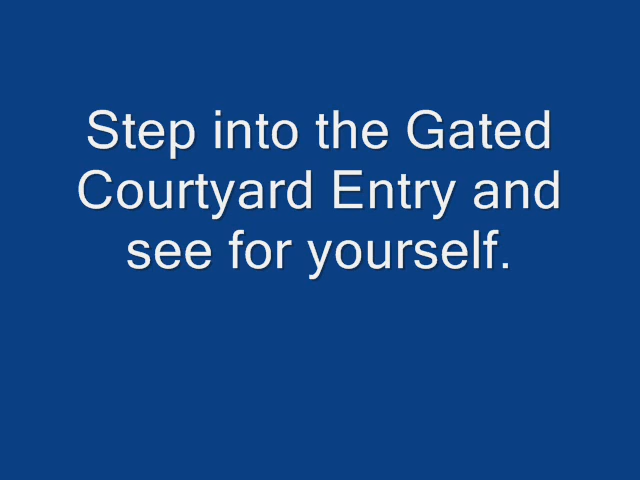 Step into the Gated
Courtyard Entry and
see for yourself.